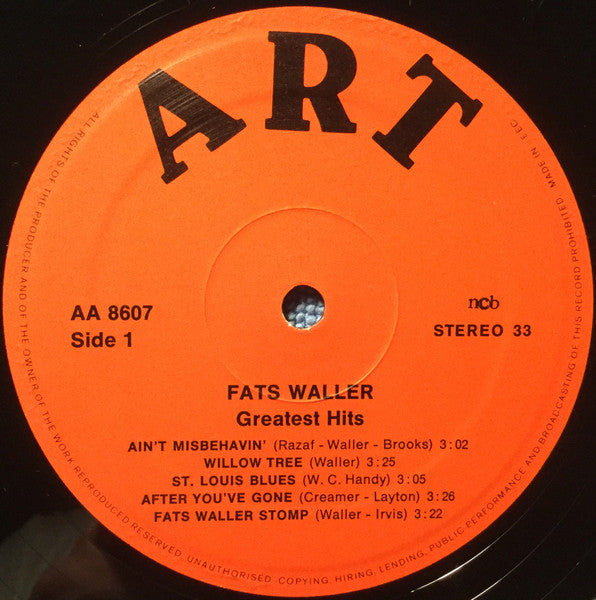 ART
ALL RIGHTS OF THE PRODUCER AND OF THE OWNER OF THE WORK REPRODUCED RESERVED. UNAUTHORISED. COPYING, HIRING, LENDING, PUBLIC PERFORMANCE AND BROACCASTING OF THIS RECORD PROHIBITED. MADE IN EEC.
AA 8607
Side 1
ncb
STEREO 33
FATS WALLER
Greatest Hits
AIN'T MISBEHAVIN' (Razaf - Waller - Brooks) 3:02
WILLOW TREE (Waller) 3:25
ST. LOUIS BLUES (W. C. Handy) 3:05
AFTER YOU'VE GONE (Creamer - Layton) 3:26
FATS WALLER STOMP (Waller - Irvis) 3:22